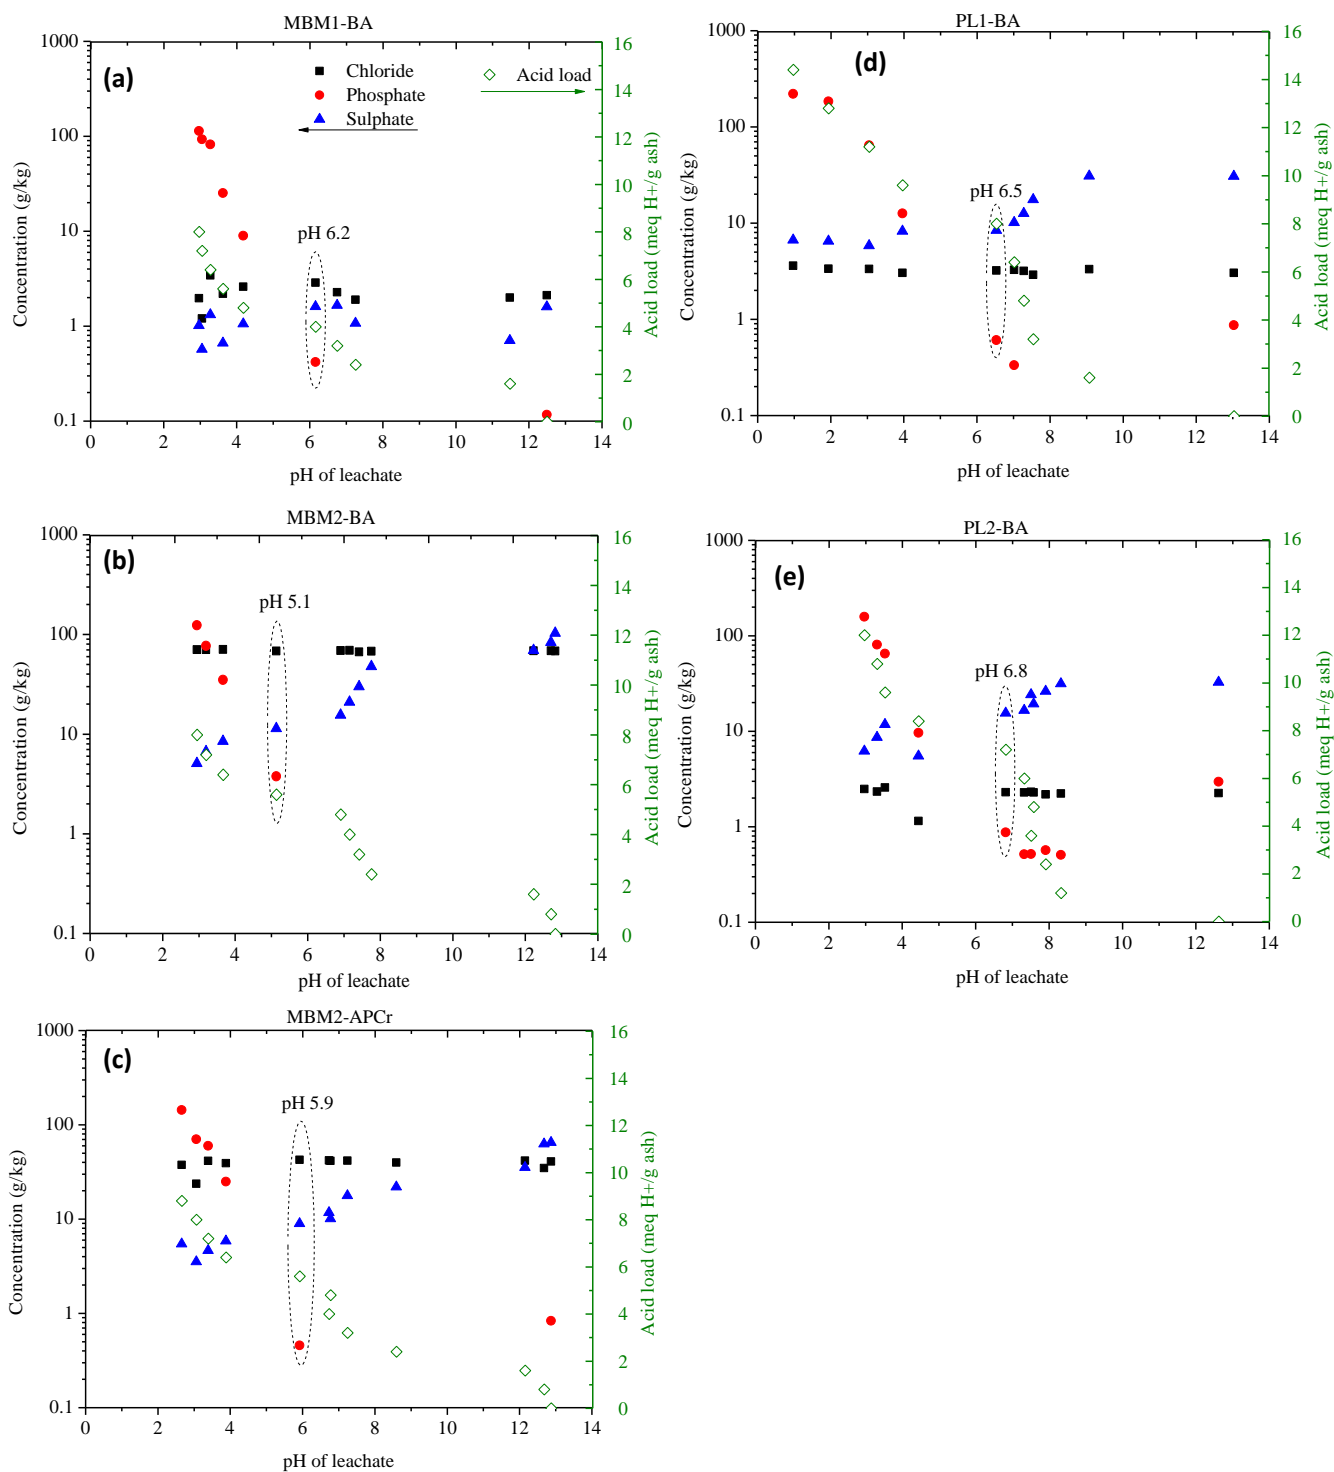 MBM1-BA
(a)
Chloride
Phosphate
Sulphate
Acid load
pH 6.2
1000
100
10
1
0.1
Concentration (g/kg)
16
14
12
10
8
6
4
2
0
Acid load (meq H+/g ash)
0 2 4 6 8 10 12 14
pH of leachate
PL1-BA
(d)
pH 6.5
1000
100
10
1
0.1
Concentration (g/kg)
16
14
12
10
8
6
4
2
0
Acid load (meq H+/g ash)
0 2 4 6 8 10 12 14
pH of leachate
MBM2-BA
(b)
pH 5.1
1000
100
10
1
0.1
Concentration (g/kg)
16
14
12
10
8
6
4
2
0
Acid load (meq H+/g ash)
0 2 4 6 8 10 12 14
pH of leachate
PL2-BA
(e)
pH 6.8
1000
100
10
1
0.1
Concentration (g/kg)
16
14
12
10
8
6
4
2
0
Acid load (meq H+/g ash)
0 2 4 6 8 10 12 14
pH of leachate
MBM2-APCr
(c)
pH 5.9
1000
100
10
1
0.1
Concentration (g/kg)
16
14
12
10
8
6
4
2
0
Acid load (meq H+/g ash)
0 2 4 6 8 10 12 14
pH of leachate